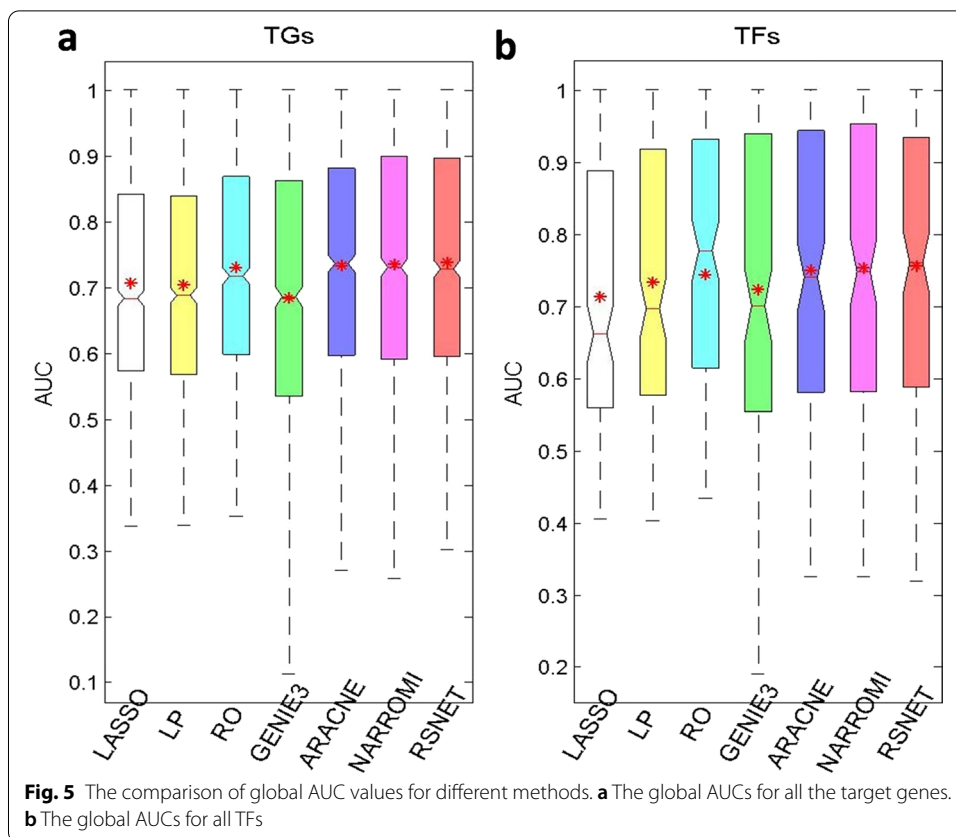 a
TGs
AUC
1
0.9
0.8
0.7
0.6
0.5
0.4
0.3
0.2
0.1
LASSO
LP
RO
GENIE3
ARACNE
NARROMI
RSNET
b
TFs
AUC
1
0.9
0.8
0.7
0.6
0.5
0.4
0.3
0.2
LASSO
LP
RO
GENIE3
ARACNE
NARROMI
RSNET
Fig. 5 The comparison of global AUC values for different methods. a The global AUCs for all the target genes.
b The global AUCs for all TFs